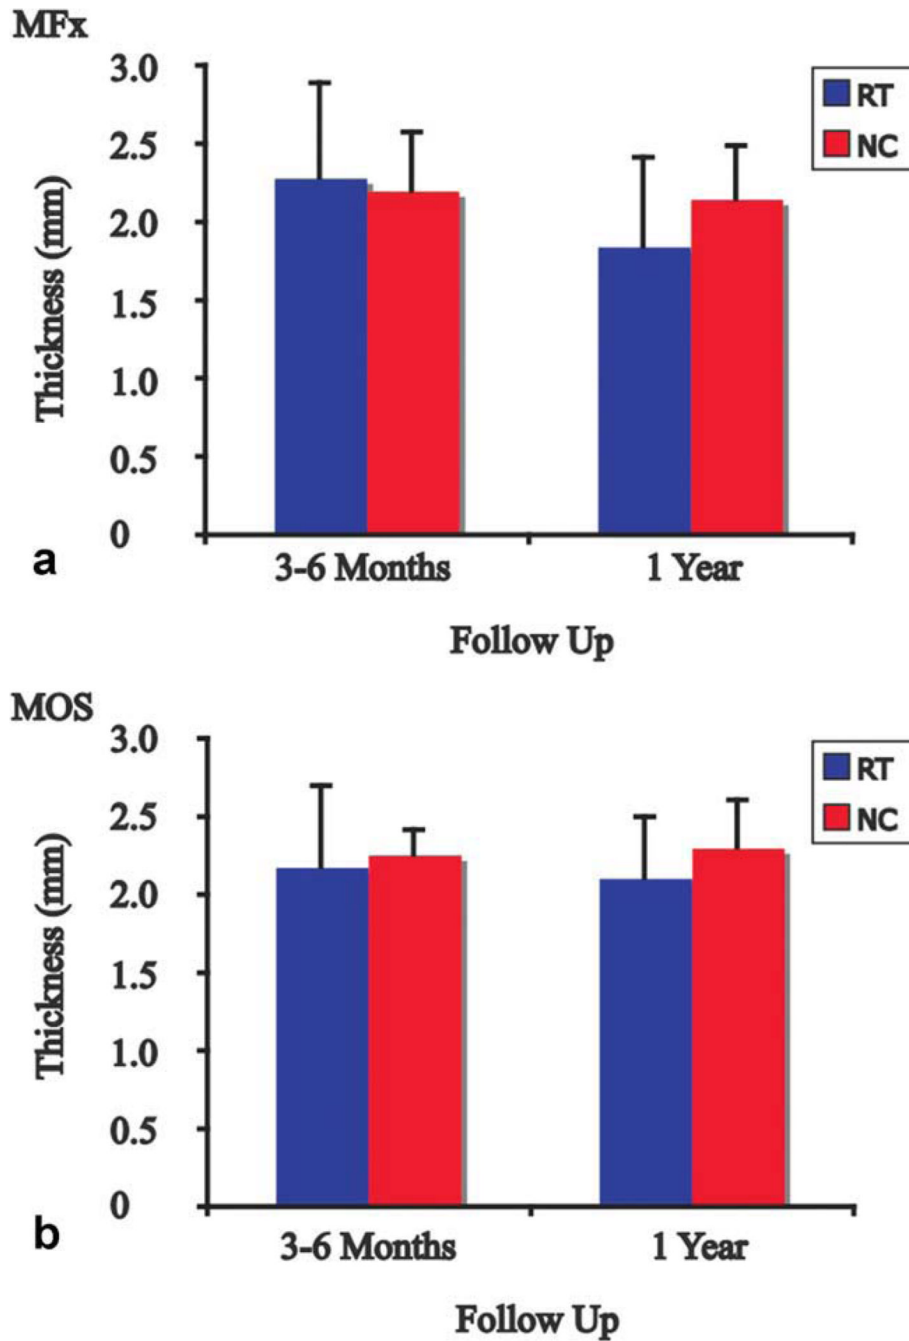 MFx
3.0
2.5
2.0
1.5
1.0
0.5
0
Thickness (mm)
RT
NC
3-6 Months
1 Year
Follow Up
a
MOS
3.0
2.5
2.0
1.5
1.0
0.5
0
Thickness (mm)
RT
NC
3-6 Months
1 Year
Follow Up
b